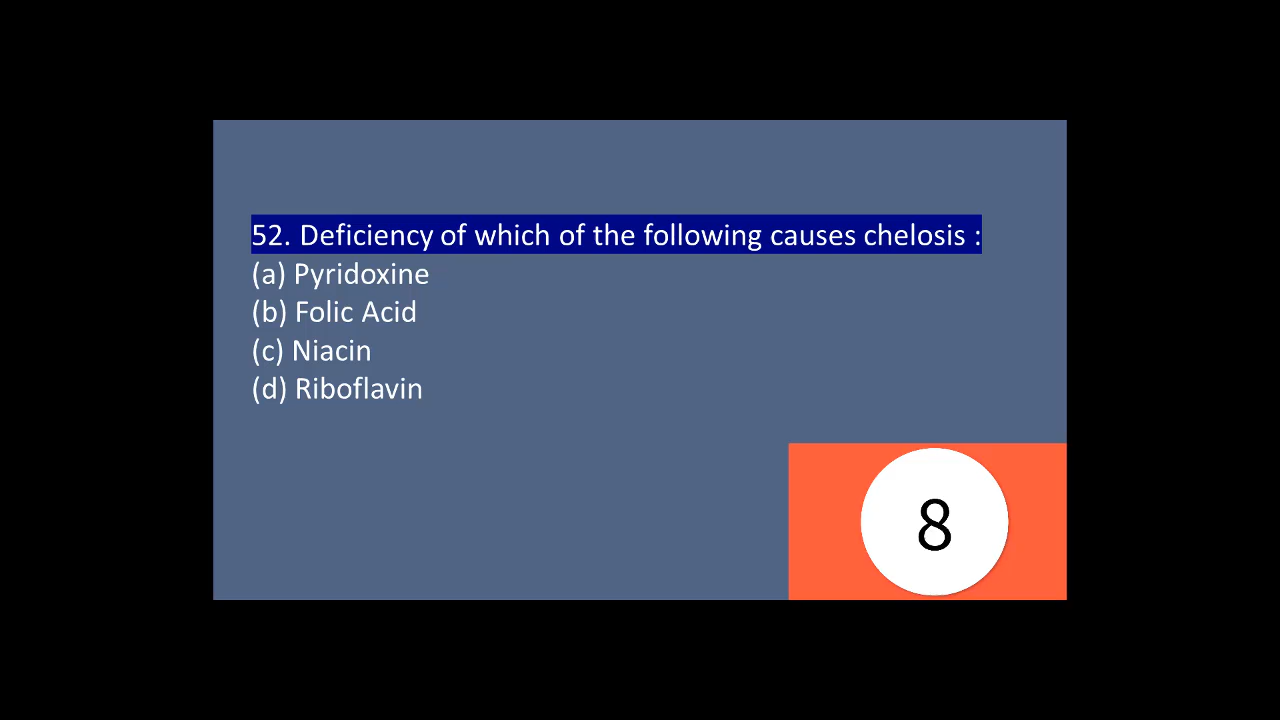 52. Deficiency of which of the following causes chelosis :
(a) Pyridoxine
(b) Folic Acid
(c) Niacin
(d) Riboflavin
8